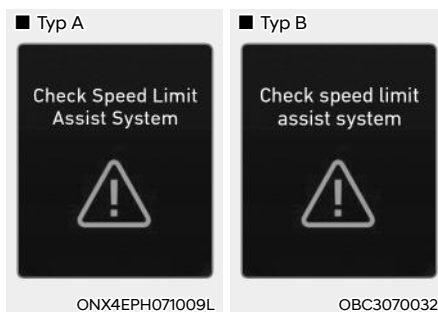 ■ Typ A
Check Speed Limit
Assist System
ONX4EPH071009L
■ Typ B
Check speed limit
assist system
OBC3070032